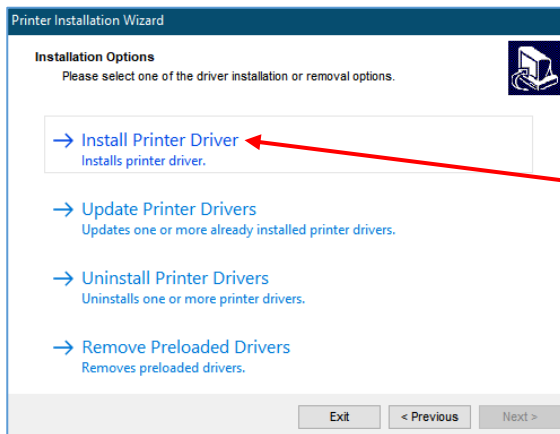 Printer Installation Wizard
Installation Options
Please select one of the driver installation or removal options.
Install Printer Driver
Installs printer driver.
Update Printer Drivers
Updates one or more already installed printer drivers.
Uninstall Printer Drivers
Uninstalls one or more printer drivers.
Remove Preloaded Drivers
Removes preloaded drivers.
Exit < Previous Next >